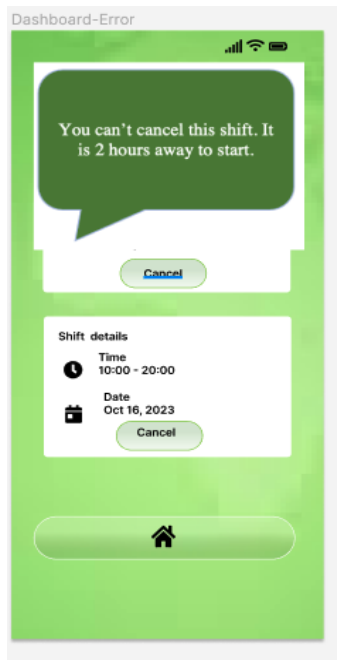 Dashboard-Error
You can't cancel this shift. It
is 2 hours away to start.
Cancel
Shift details
Time
10:00 - 20:00
Date
Oct 16, 2023
Cancel